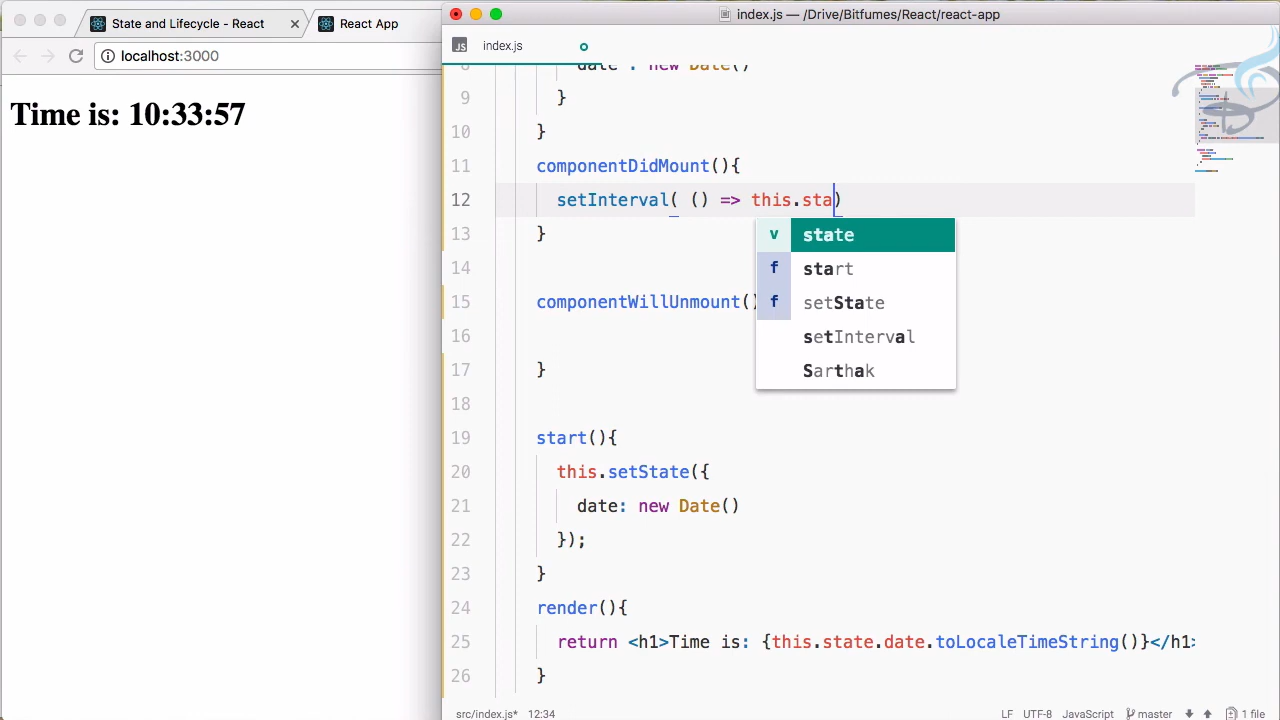 State and Lifecycle - React
React App
localhost:3000
Time is: 10:33:57
index.js — /Drive/Bitfumes/React/react-app
JS index.js
8 date : new Date()
9 }
10 }
11 componentDidMount(){
12 setInterval( () => this.sta)
13 }
v state
f start
f setState
setInterval
Sarthak
14
15 componentWillUnmount()
16
17 }
18
19 start(){
20 this.setState({
21 date: new Date()
22 });
23 }
24 render(){
25 return <h1>Time is: {this.state.date.toLocaleTimeString()}</h1>
26 }
src/index.js* 12:34 LF UTF-8 JavaScript master 1 file